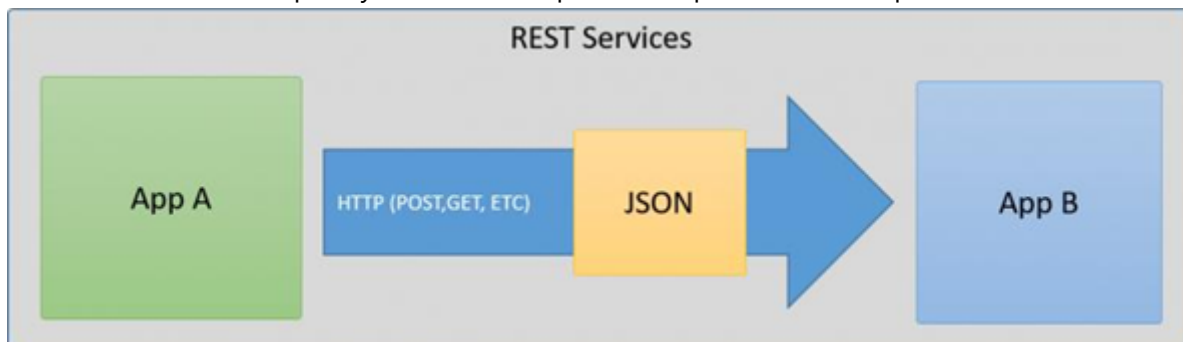 REST Services
App A
HTTP (POST,GET, ETC)
JSON
App B